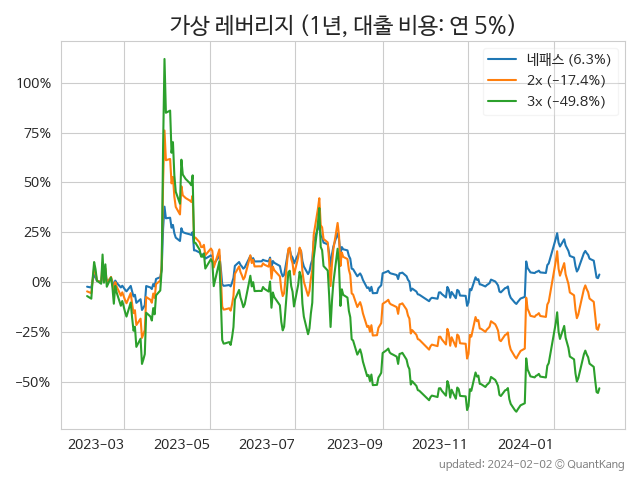 가상 레버리지 (1년, 대출 비용: 연 5%)
네패스 (6.3%)
2x (−17.4%)
3x (−49.8%)
100%
75%
50%
25%
0%
−25%
−50%
2023-03 2023-05 2023-07 2023-09 2023-11 2024-01
updated: 2024-02-02 © QuantKang